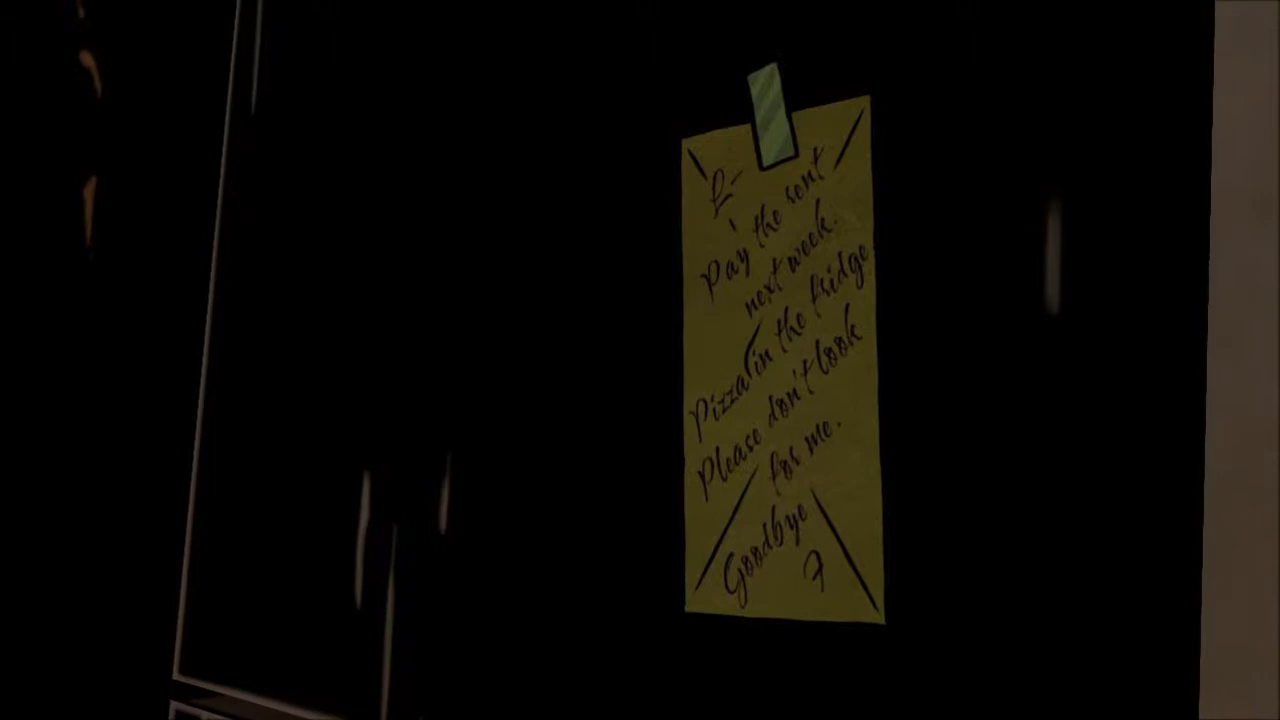 E-
Pay the rent
next week.
Pizza in the fridge
Please don't look
for me.
Goodbye
F